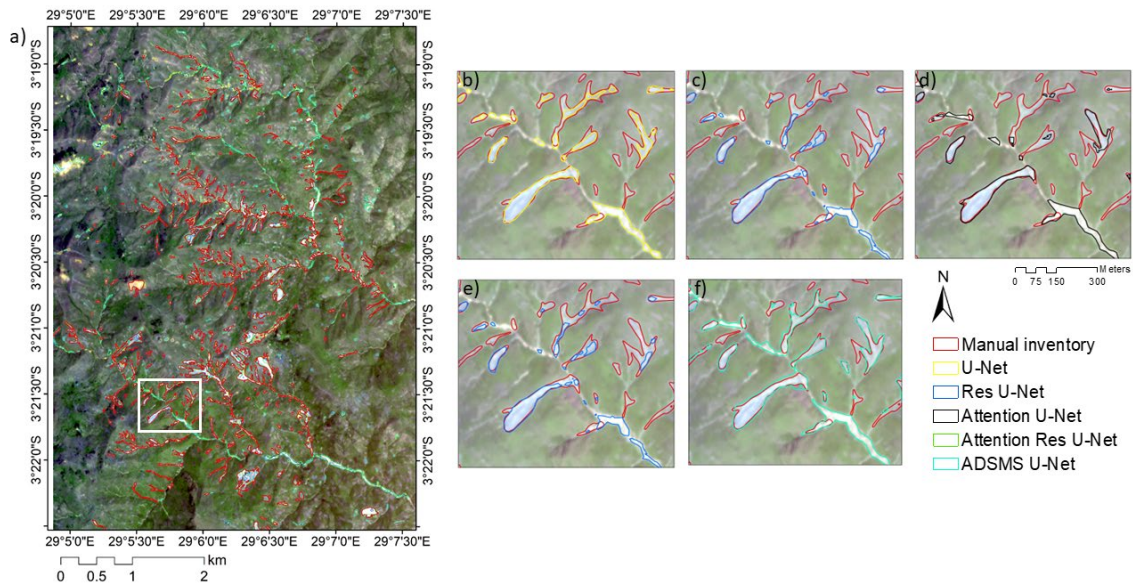 a)
29°5'0"E 29°5'30"E 29°6'0"E 29°6'30"E 29°7'0"E 29°7'30"E
3°19'0"S
3°19'30"S
3°20'0"S
3°20'30"S
3°21'0"S
3°21'30"S
3°22'0"S
3°19'0"S
3°19'30"S
3°20'0"S
3°20'30"S
3°21'0"S
3°21'30"S
3°22'0"S
29°5'0"E 29°5'30"E 29°6'0"E 29°6'30"E 29°7'0"E 29°7'30"E
km
0 0.5 1 2
b)
c)
d)
Meters
0 75 150 300
e)
f)
N
Manual inventory
U-Net
Res U-Net
Attention U-Net
Attention Res U-Net
ADSMS U-Net